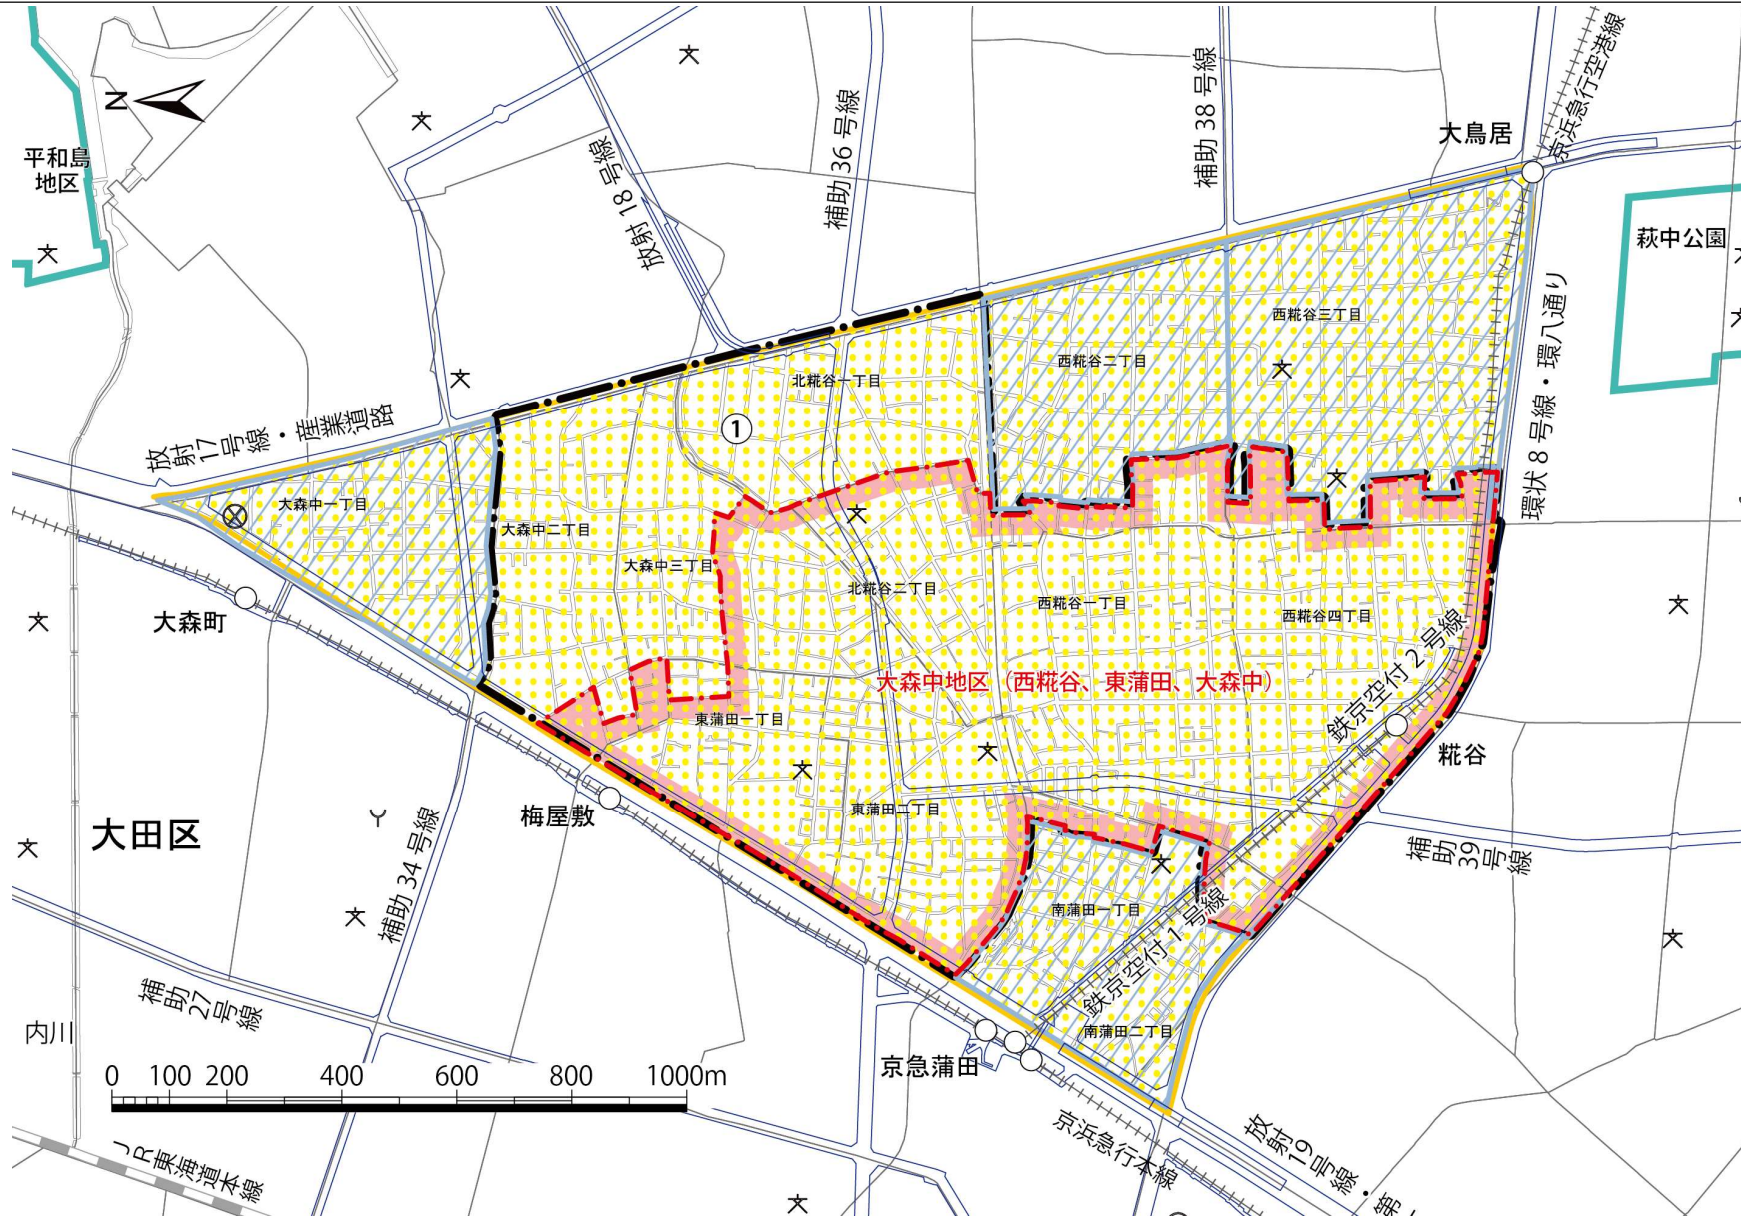 N
平和島
地区
放射 18 号線
補助 36 号線
補助 38 号線
大鳥居
京浜急行空港線
萩中公園
西糀谷三丁目
西糀谷二丁目
北糀谷一丁目
①
環状 8 号線・環八通り
放射17号線・産業道路
大森中一丁目
大森中二丁目
大森中三丁目
北糀谷二丁目
西糀谷一丁目
西糀谷四丁目
大森町
大森中地区（西糀谷、東蒲田、大森中）
鉄京空付 2 号線
東蒲田一丁目
糀谷
梅屋敷
東蒲田二丁目
大田区
補助 34 号線
補助39号線
南蒲田一丁目
鉄京空付 1 号線
補助27号線
内川
南蒲田二丁目
京急蒲田
0 100 200 400 600 800 1000m
京浜急行本線
放射19号線・第
ＪＲ東海道本線